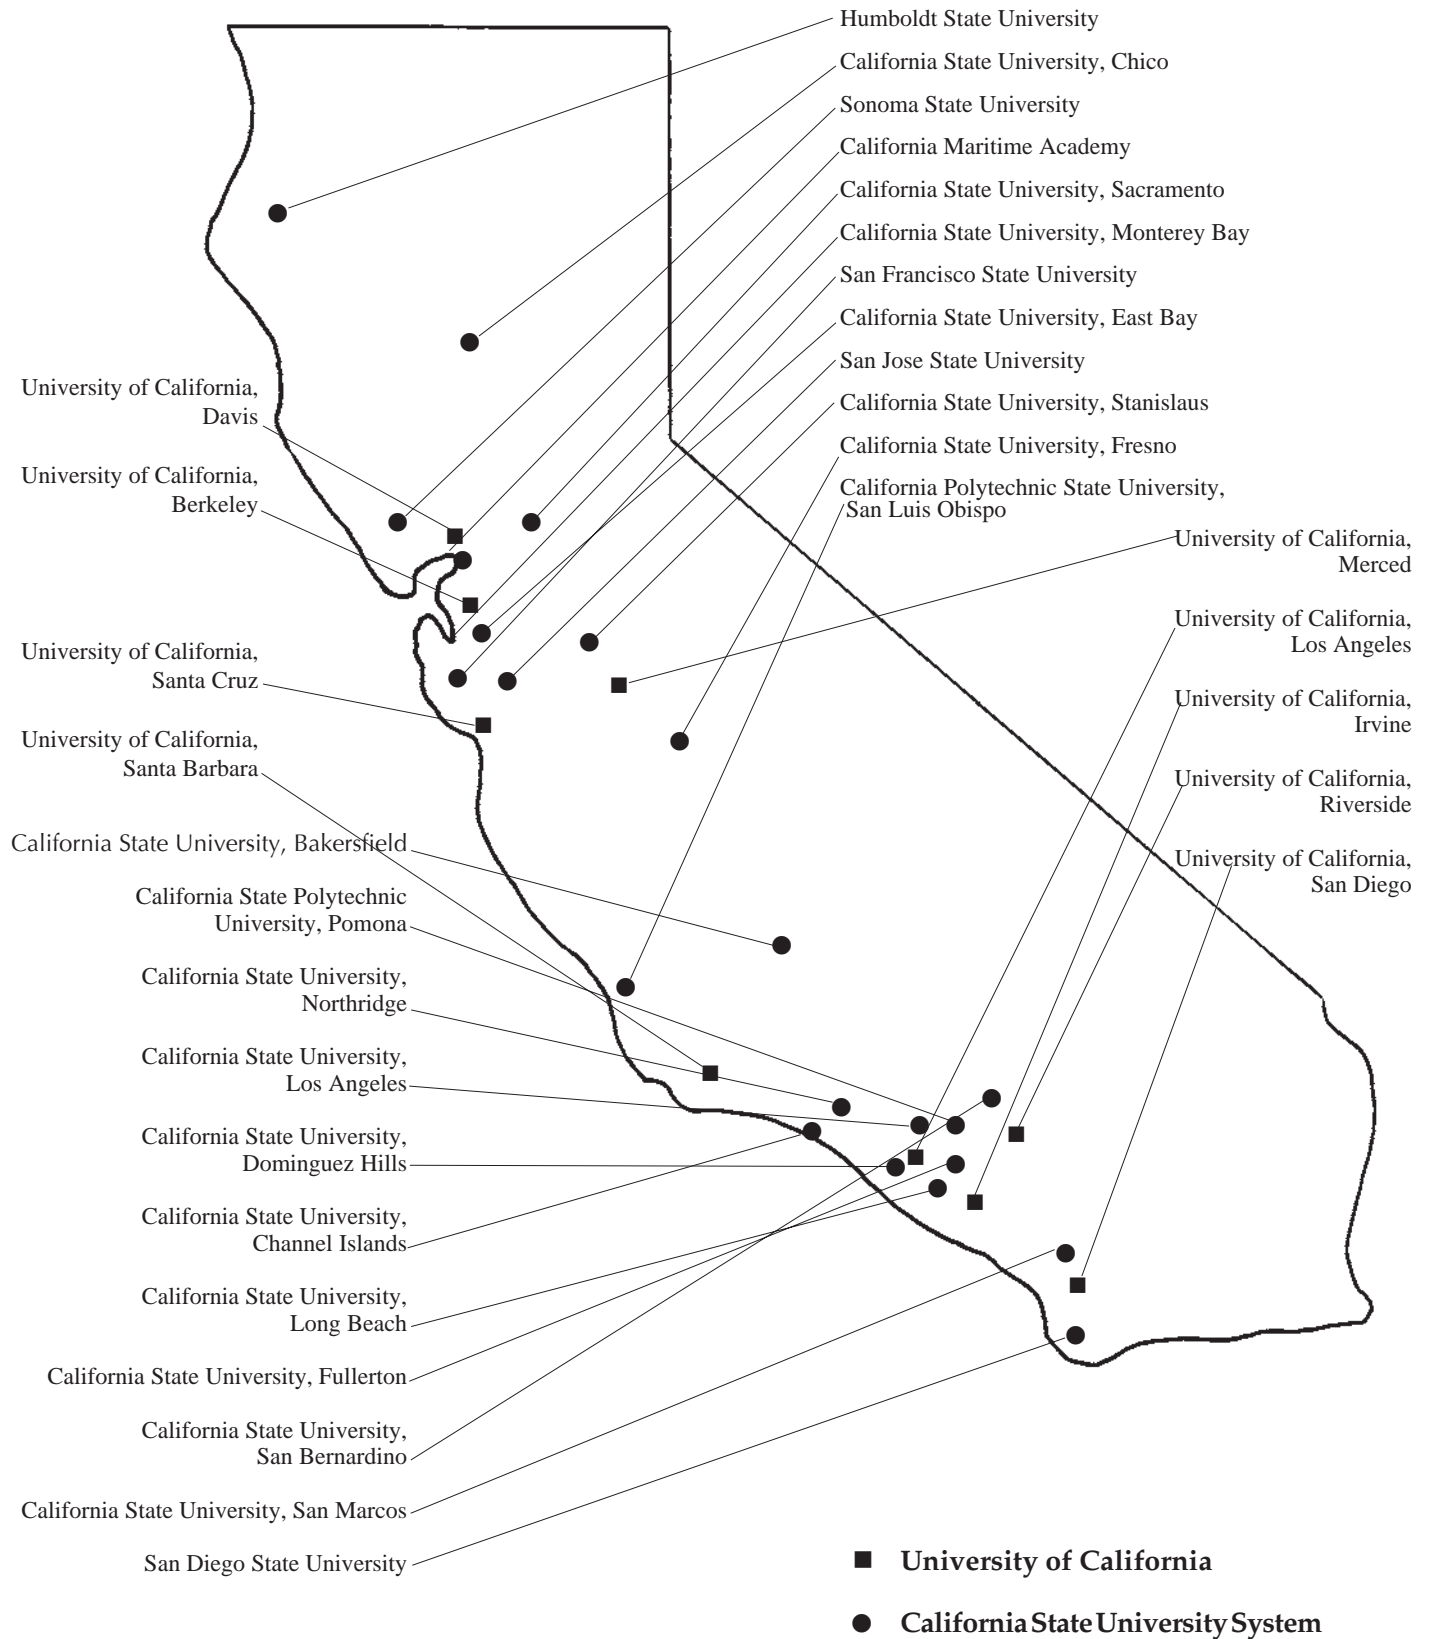 Humboldt State University
California State University, Chico
Sonoma State University
California Maritime Academy
California State University, Sacramento
California State University, Monterey Bay
San Francisco State University
California State University, East Bay
San Jose State University
California State University, Stanislaus
California State University, Fresno
California Polytechnic State University,
San Luis Obispo
University of California,
Merced
University of California,
Los Angeles
University of California,
Irvine
University of California,
Riverside
University of California,
San Diego
University of California,
Davis
University of California,
Berkeley
University of California,
Santa Cruz
University of California,
Santa Barbara
California State University, Bakersfield
California State Polytechnic
University, Pomona
California State University,
Northridge
California State University,
Los Angeles
California State University,
Dominguez Hills
California State University,
Channel Islands
California State University,
Long Beach
California State University, Fullerton
California State University,
San Bernardino
California State University, San Marcos
San Diego State University
University of California
California State University System